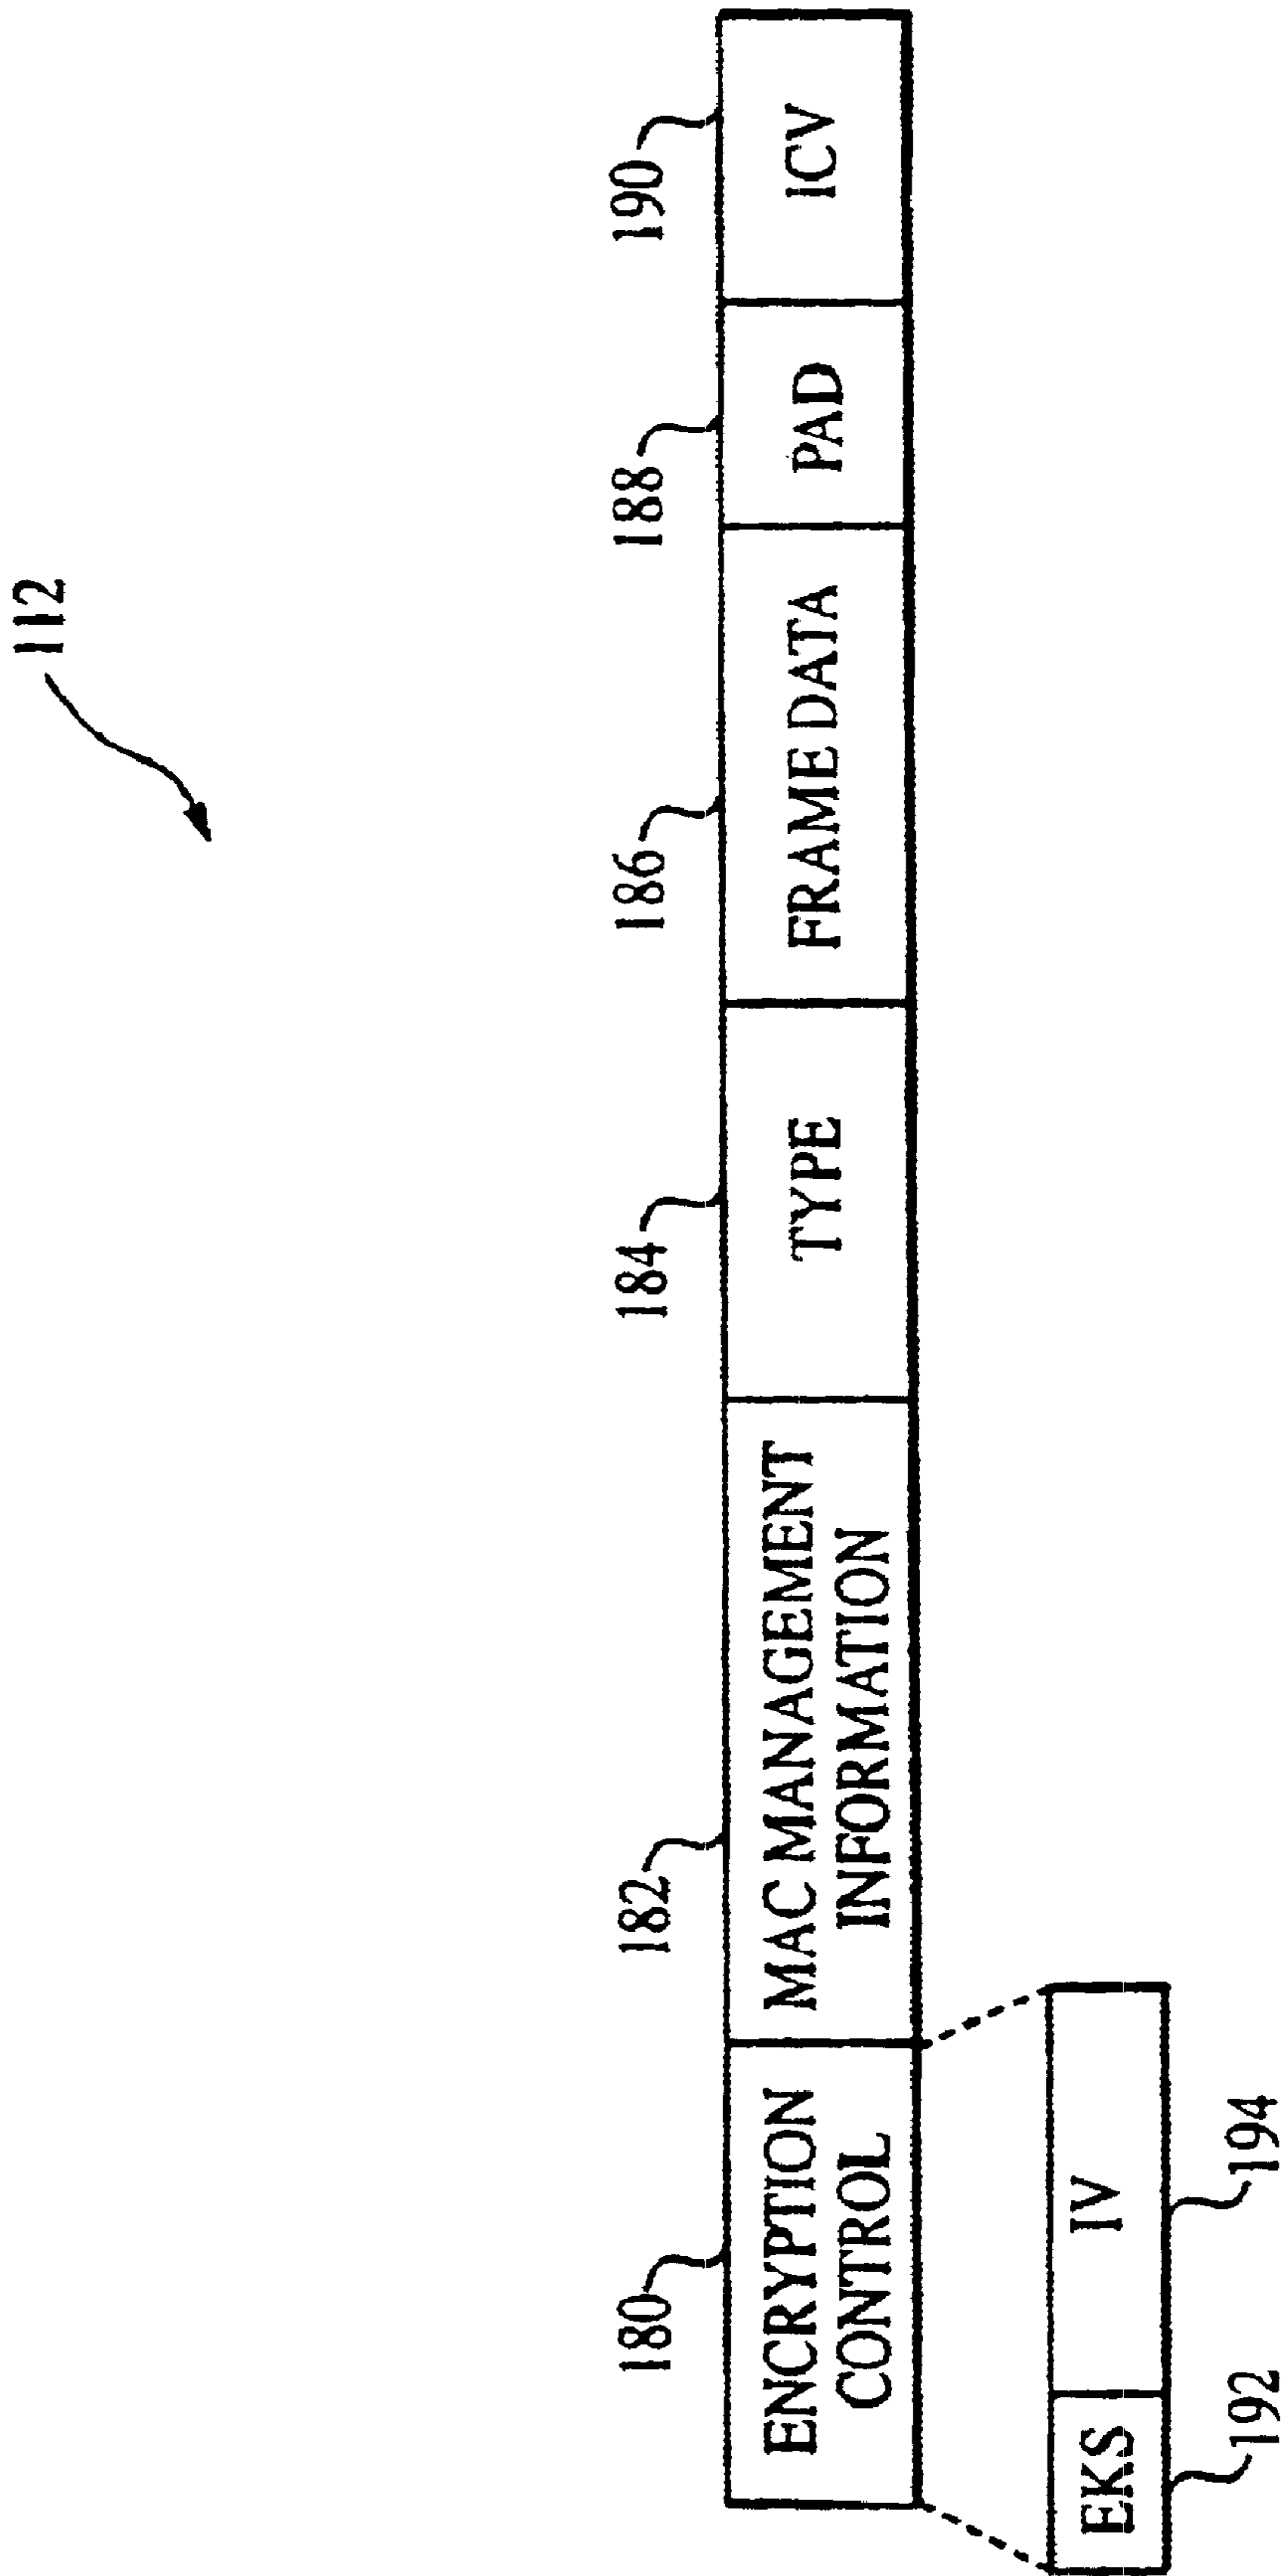 112
180
182
184
186
188
190
ENCRYPTION
CONTROL
MAC MANAGEMENT
INFORMATION
TYPE
FRAME DATA
PAD
ICV
EKS
IV
192
194